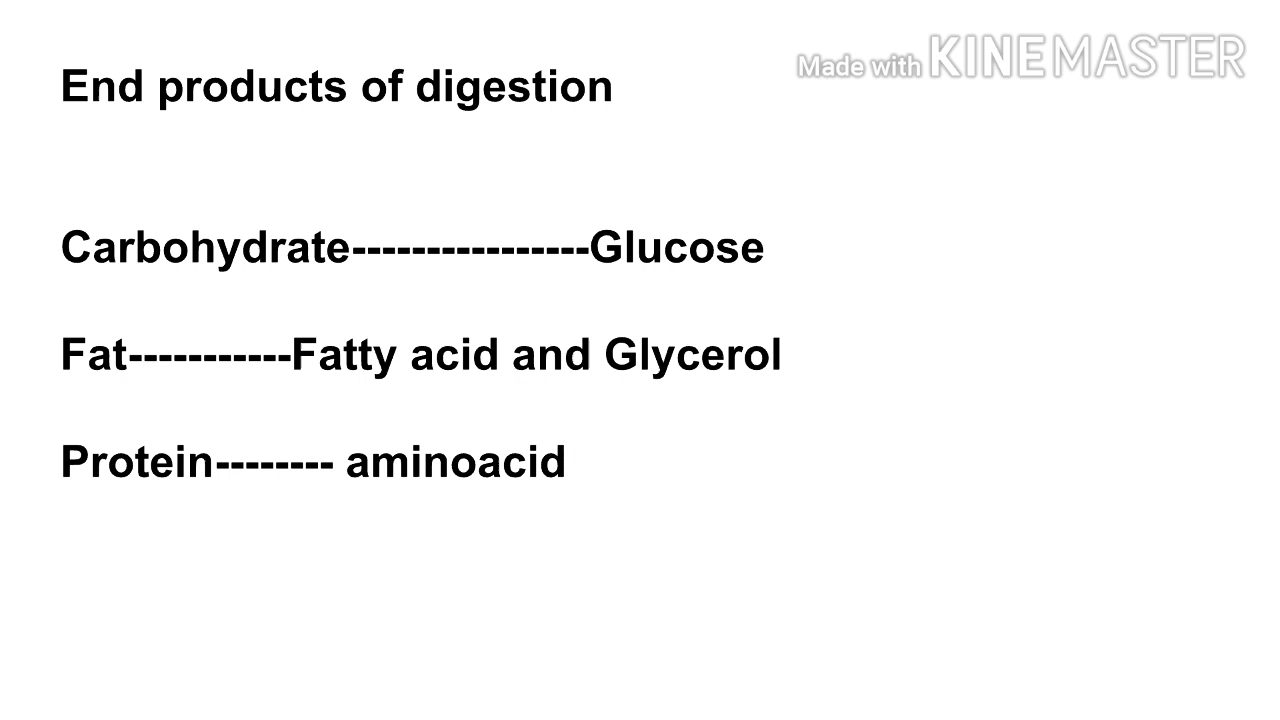 Made with KINEMASTER
End products of digestion
Carbohydrate----------------Glucose
Fat-----------Fatty acid and Glycerol
Protein-------- aminoacid